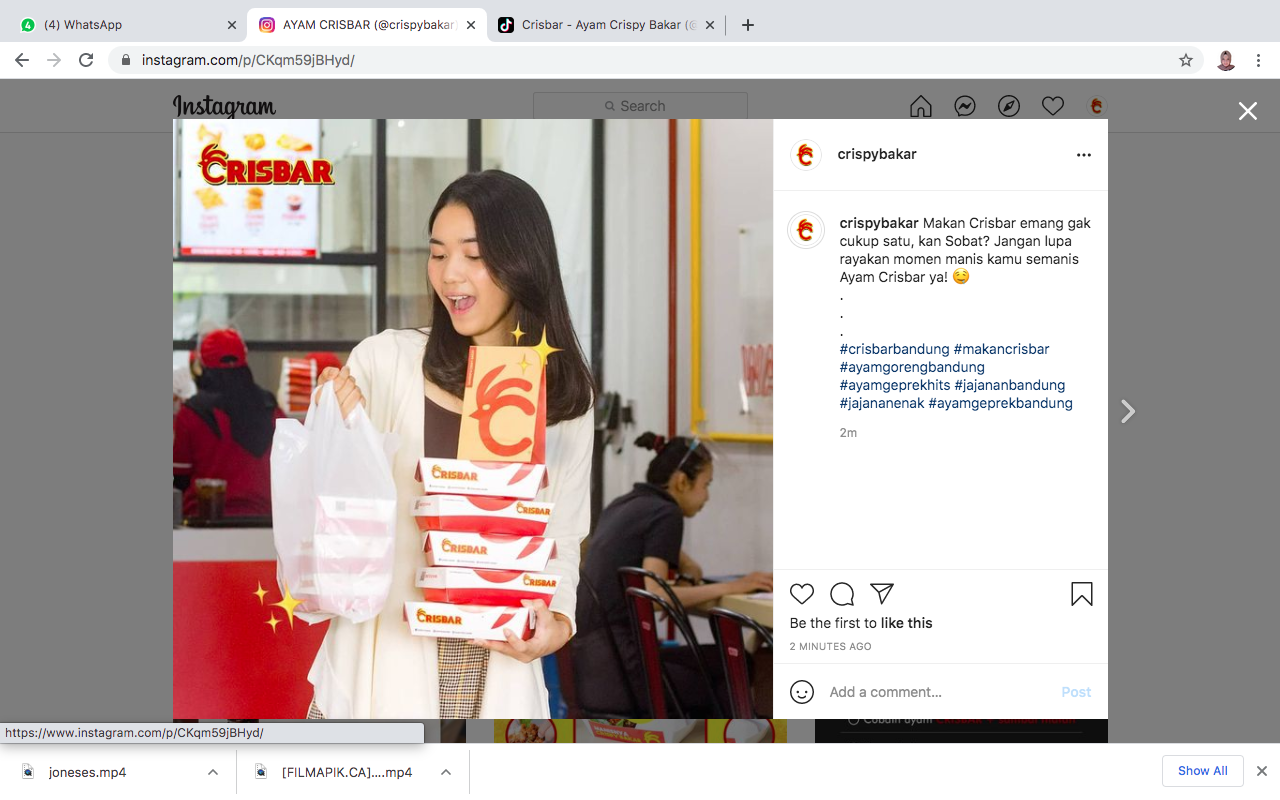 (4) WhatsApp
AYAM CRISBAR (@crispybakar)
Crisbar - Ayam Crispy Bakar (@
instagram.com/p/CKqm59jBHyd/
Instagram
Search
CRISBAR
crispybakar
crispybakar Makan Crisbar emang gak
cukup satu, kan Sobat? Jangan lupa
rayakan momen manis kamu semanis
Ayam Crisbar ya! 😋
.
.
.
#crisbarbandung #makancrisbar
#ayamgorengbandung
#ayamgeprekhits #jajananbandung
#jajananenak #ayamgeprekbandung
2m
CRISBAR
CRISBAR
CRISBAR
CRISBAR
CRISBAR
Be the first to like this
2 MINUTES AGO
Add a comment...
Post
https://www.instagram.com/p/CKqm59jBHyd/
joneses.mp4
[FILMAPIK.CA]....mp4
Show All